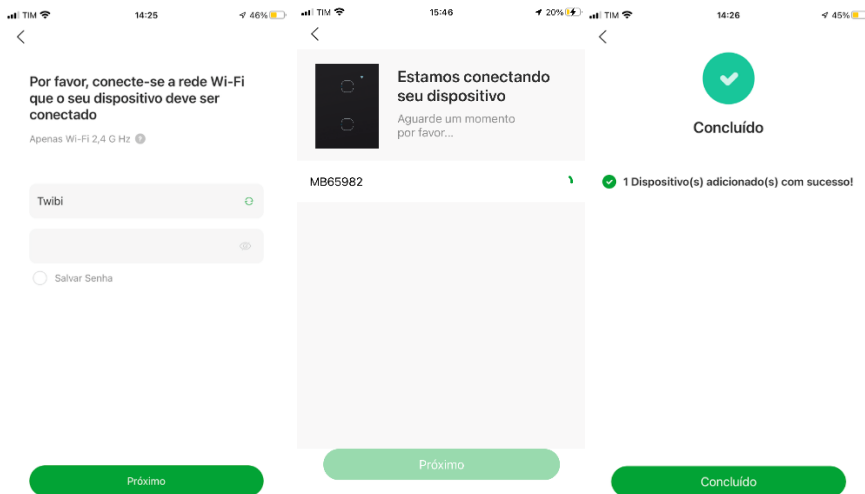 TIM
14:25
46%
Por favor, conecte-se a rede Wi-Fi
que o seu dispositivo deve ser
conectado
Apenas Wi-Fi 2,4 G Hz
Twibi
Salvar Senha
Próximo
TIM
15:46
20%
Estamos conectando
seu dispositivo
Aguarde um momento
por favor...
MB65982
Próximo
TIM
14:26
45%
Concluído
1 Dispositivo(s) adicionado(s) com sucesso!
Concluído